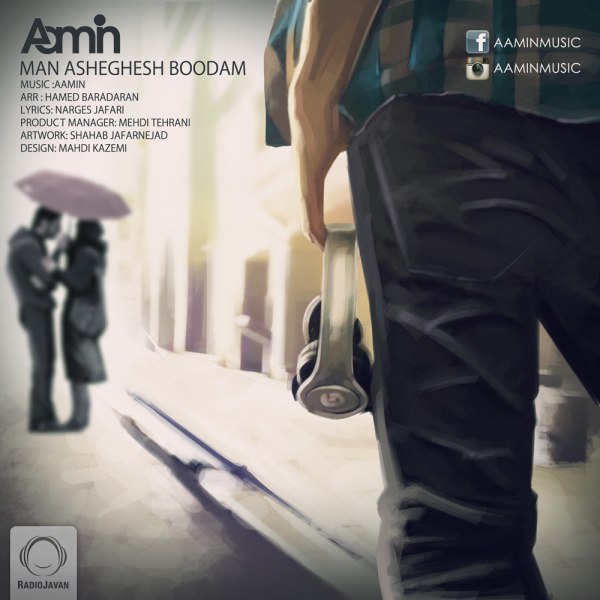 Aamin
MAN ASHEGHESH BOODAM
MUSIC :AAMIN
ARR : HAMED BARADARAN
LYRICS: NARGES JAFARI
PRODUCT MANAGER: MEHDI TEHRANI
ARTWORK: SHAHAB JAFARNEJAD
DESIGN: MAHDI KAZEMI
AAMINMUSIC
AAMINMUSIC
RADIOJAVAN